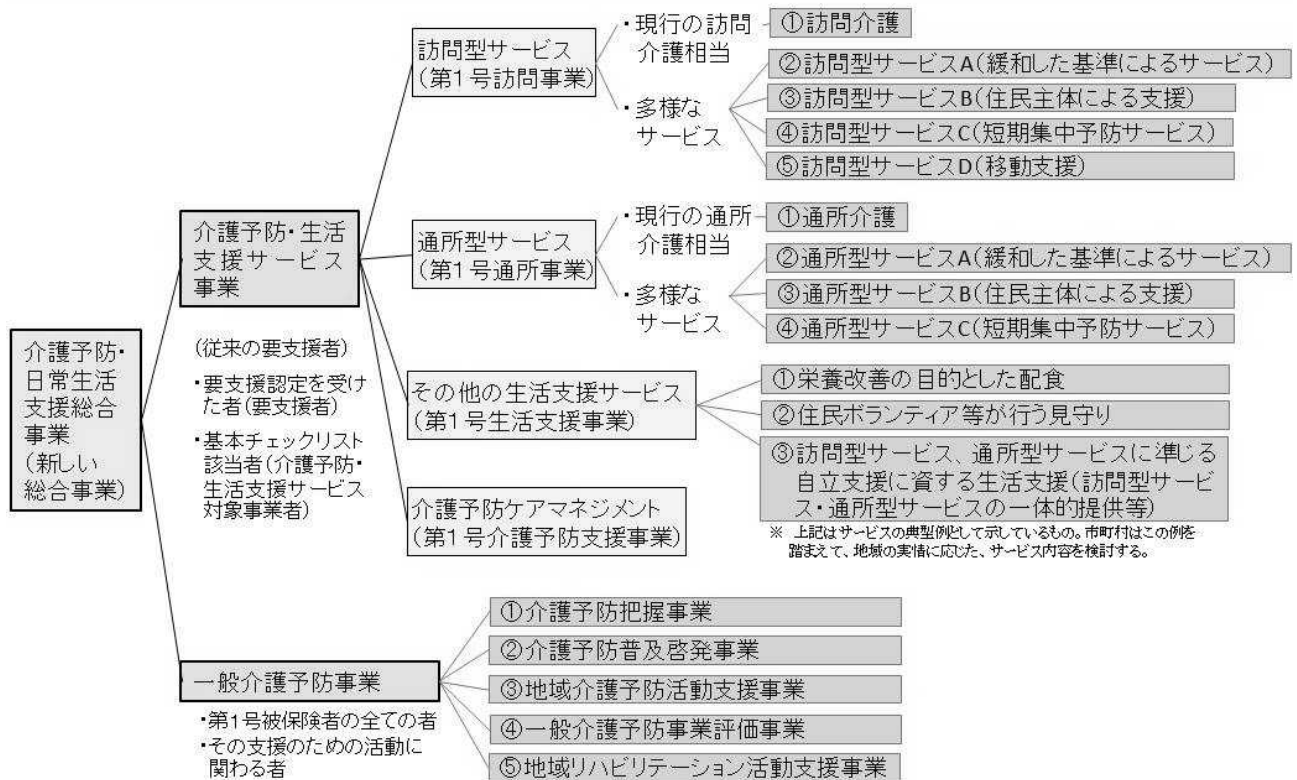 介護予防・
日常生活
支援総合
事業
(新しい
総合事業)
介護予防・生活
支援サービス
事業
(従来の要支援者)
・要支援認定を受け
た者(要支援者)
・基本チェックリスト
該当者(介護予防・
生活支援サービス
対象事業者)
訪問型サービス
(第1号訪問事業)
・現行の訪問
介護相当
①訪問介護
・多様な
サービス
②訪問型サービスA(緩和した基準によるサービス)
③訪問型サービスB(住民主体による支援)
④訪問型サービスC(短期集中予防サービス)
⑤訪問型サービスD(移動支援)
通所型サービス
(第1号通所事業)
・現行の通所
介護相当
①通所介護
・多様な
サービス
②通所型サービスA(緩和した基準によるサービス)
③通所型サービスB(住民主体による支援)
④通所型サービスC(短期集中予防サービス)
その他の生活支援サービス
(第1号生活支援事業)
①栄養改善の目的とした配食
②住民ボランティア等が行う見守り
③訪問型サービス、通所型サービスに準じる
自立支援に資する生活支援(訪問型サービ
ス・通所型サービスの一体的提供等)
※ 上記はサービスの典型例として示しているもの。市町村はこの例を
踏まえて、地域の実情に応じた、サービス内容を検討する。
介護予防ケアマネジメント
(第1号介護予防支援事業)
一般介護予防事業
・第1号被保険者の全ての者
・その支援のための活動に
関わる者
①介護予防把握事業
②介護予防普及啓発事業
③地域介護予防活動支援事業
④一般介護予防事業評価事業
⑤地域リハビリテーション活動支援事業